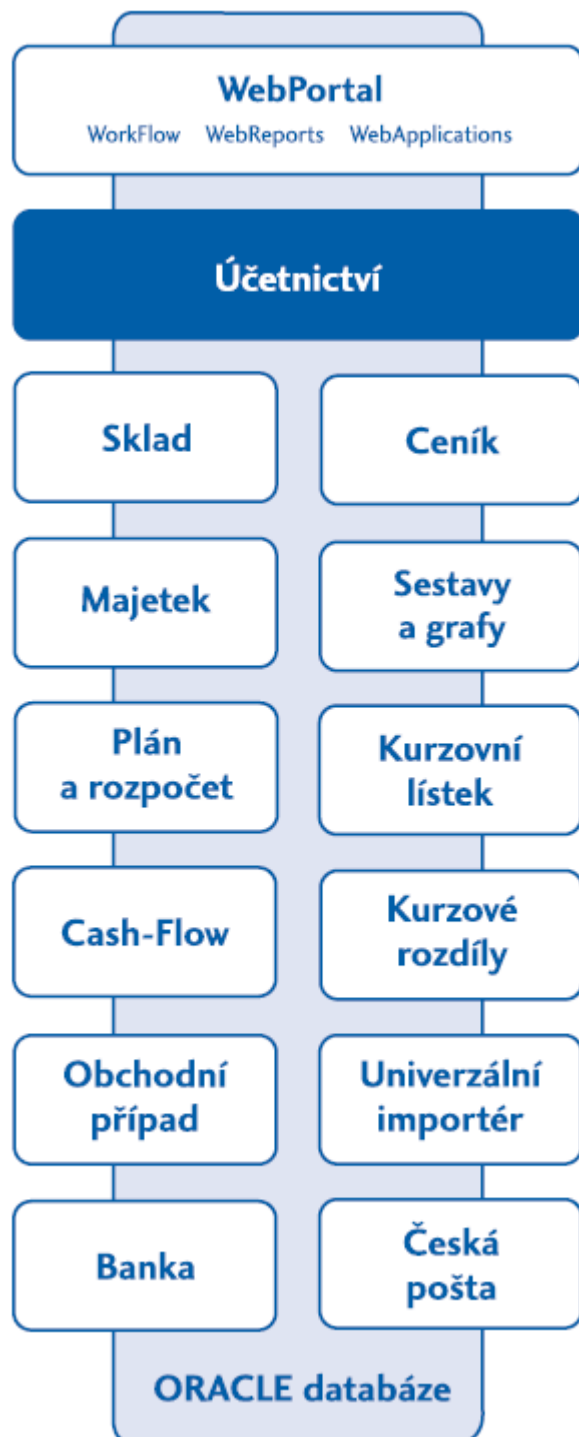 WebPortal
WorkFlow WebReports WebApplications
Účetnictví
Sklad
Ceník
Majetek
Sestavy
a grafy
Plán
a rozpočet
Kurzovní
lístek
Cash-Flow
Kurzové
rozdíly
Obchodní
případ
Univerzální
importér
Banka
Česká
pošta
ORACLE databáze